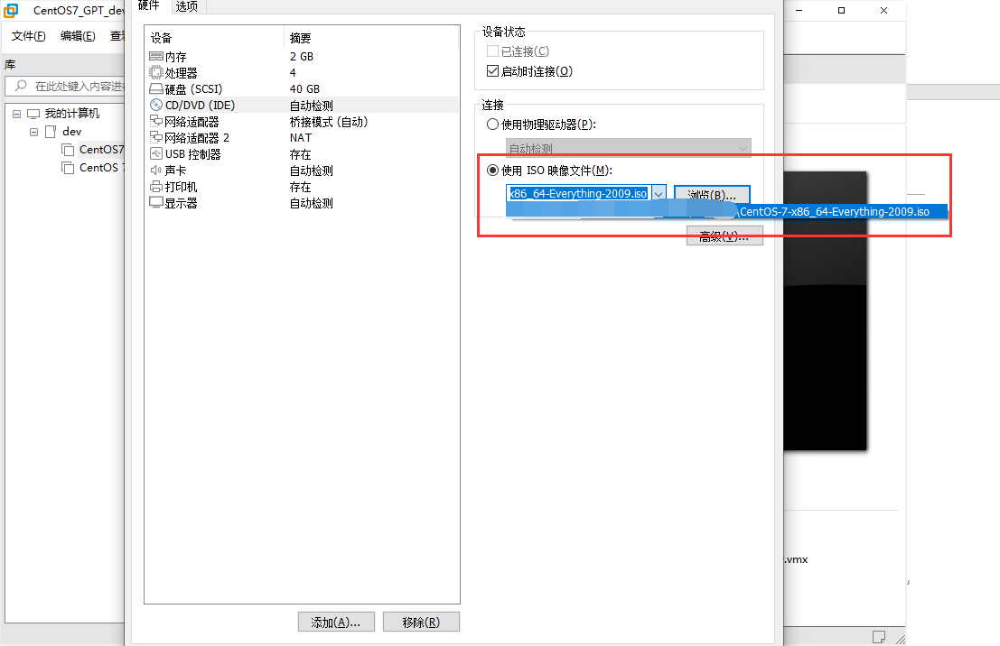 CentOS7_GPT_dev
文件(F) 编辑(E) 查看
库
在此处键入内容进行
我的计算机
dev
CentOS7
CentOS 7
硬件 选项
设备 摘要
内存 2 GB
处理器 4
硬盘 (SCSI) 40 GB
CD/DVD (IDE) 自动检测
网络适配器 桥接模式 (自动)
网络适配器 2 NAT
USB 控制器 存在
声卡 自动检测
打印机 存在
显示器 自动检测
添加(A)... 移除(R)
设备状态
已连接(C)
启动时连接(O)
连接
使用物理驱动器(P):
自动检测
使用 ISO 映像文件(M):
x86_64-Everything-2009.iso 浏览(B)...
\CentOS-7-x86_64-Everything-2009.iso
高级(V)...
.vmx